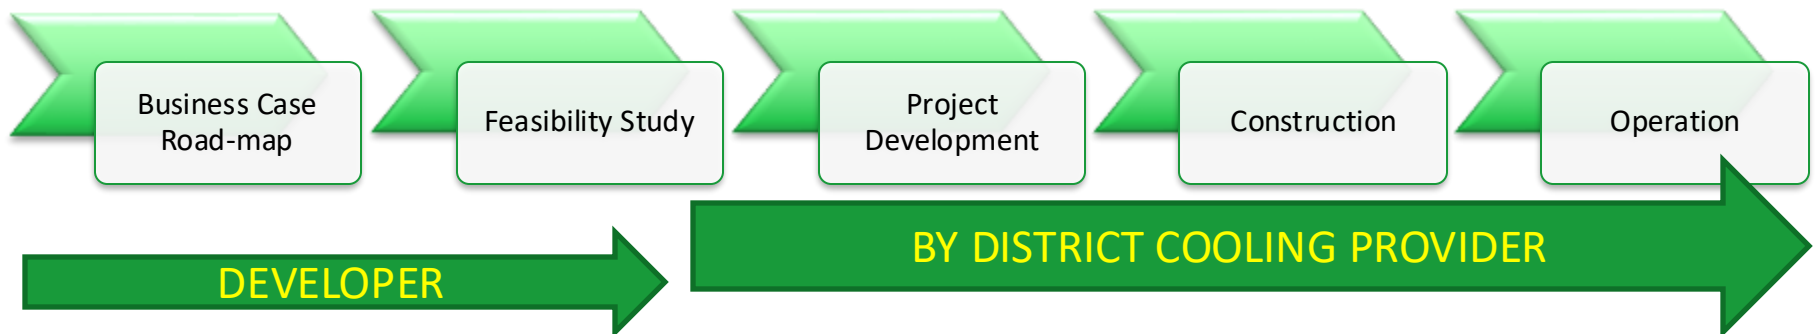 Business Case
Road-map
Feasibility Study
Project
Development
Construction
Operation
DEVELOPER
BY DISTRICT COOLING PROVIDER